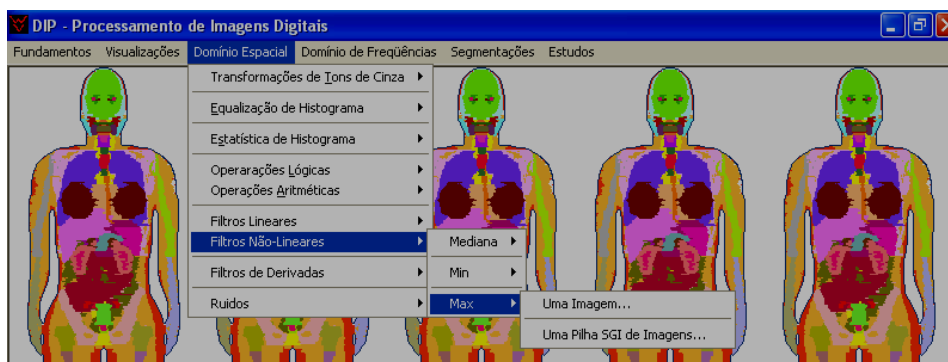 DIP - Processamento de Imagens Digitais
Fundamentos Visualizações Domínio Espacial Domínio de Freqüências Segmentações Estudos
Transformações de Tons de Cinza
Equalização de Histograma
Estatística de Histograma
Operarações Lógicas
Operações Aritméticas
Filtros Lineares
Filtros Não-Lineares
Mediana
Filtros de Derivadas
Min
Ruidos
Max
Uma Imagem...
Uma Pilha SGI de Imagens...